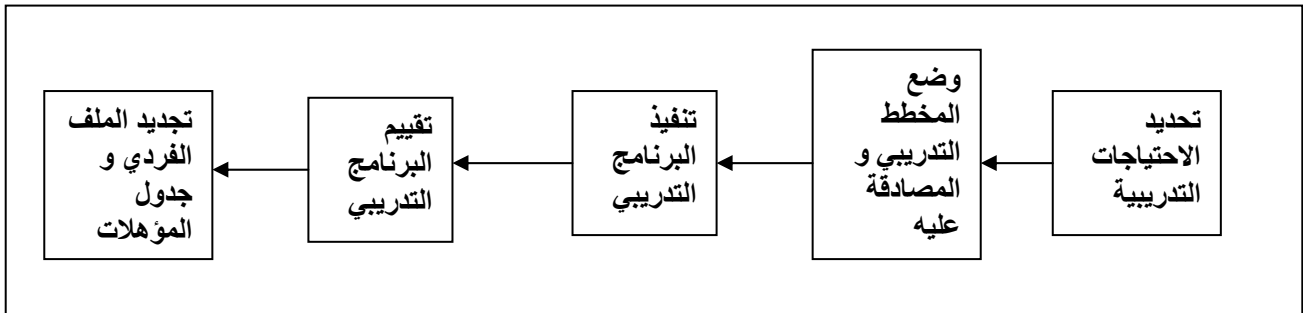 تحديد
الاحتياجات
التدريبية
وضع
المخطط
التدريبي و
المصادقة
عليه
تنفيذ
البرنامج
التدريبي
تقييم
البرنامج
التدريبي
تجديد الملف
الفردي و
جدول
المؤهلات